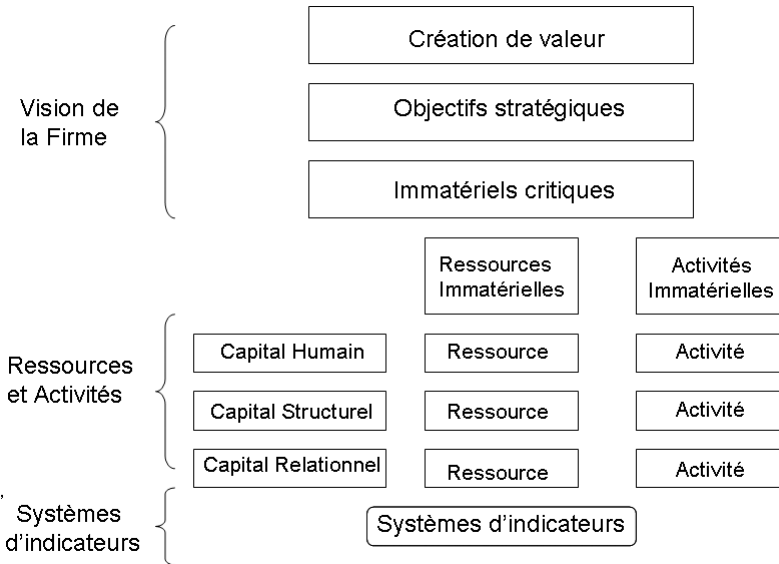 Création de valeur
Vision de
la Firme
Objectifs stratégiques
Immatériels critiques
Ressources
Immatérielles
Activités
Immatérielles
Ressources
et Activités
Capital Humain
Ressource
Activité
Capital Structurel
Ressource
Activité
Capital Relationnel
Ressource
Activité
,
Systèmes
d’indicateurs
Systèmes d’indicateurs